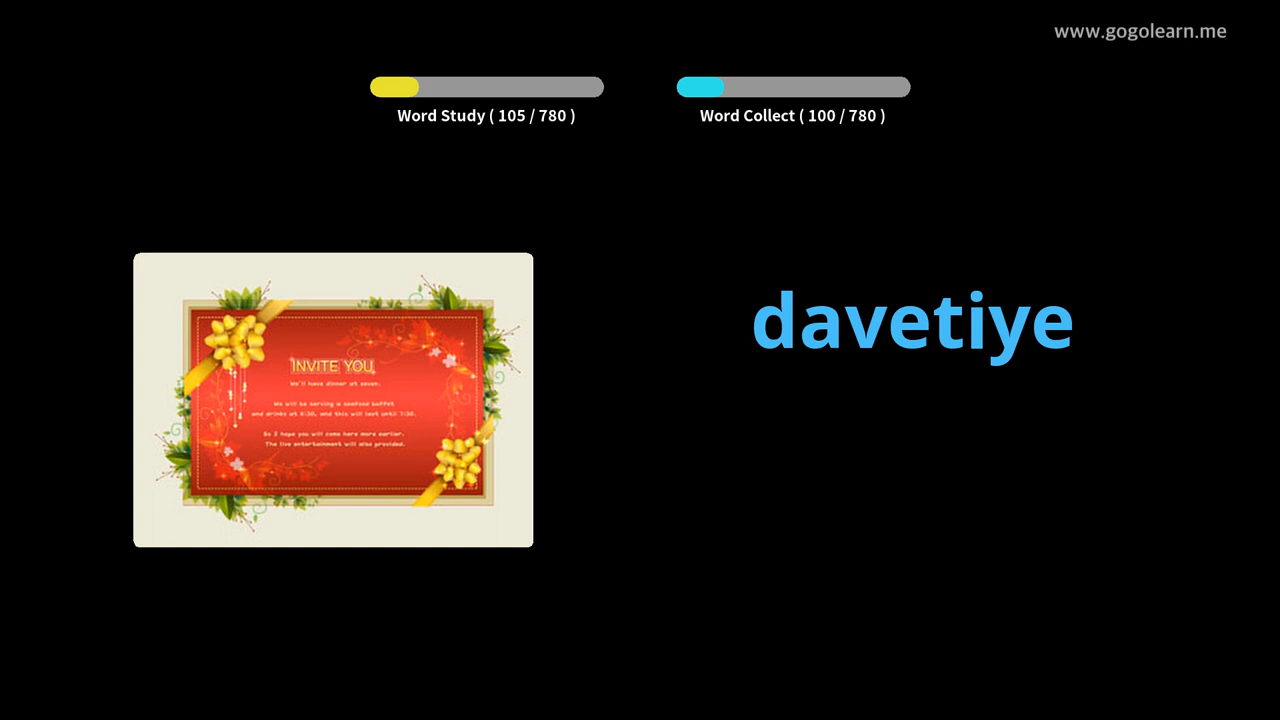 www.gogolearn.me
Word Study ( 105 / 780 )
Word Collect ( 100 / 780 )
INVITE YOU
We'll have dinner at seven.
We will be serving a seafood buffet
and drinks at 6:30, and this will last until 7:30.
So I hope you will come here more earlier.
The live entertainment will also provided.
davetiye